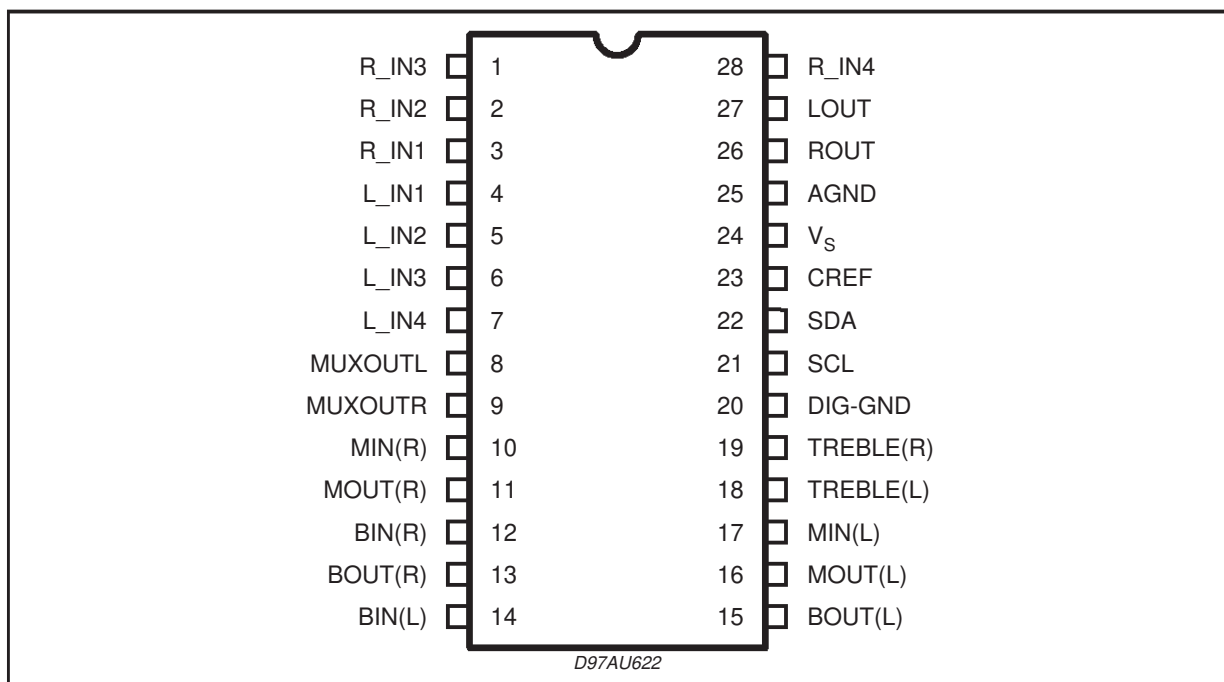 R_IN3 1 28 R_IN4
R_IN2 2 27 LOUT
R_IN1 3 26 ROUT
L_IN1 4 25 AGND
L_IN2 5 24 VS
L_IN3 6 23 CREF
L_IN4 7 22 SDA
MUXOUTL 8 21 SCL
MUXOUTR 9 20 DIG-GND
MIN(R) 10 19 TREBLE(R)
MOUT(R) 11 18 TREBLE(L)
BIN(R) 12 17 MIN(L)
BOUT(R) 13 16 MOUT(L)
BIN(L) 14 15 BOUT(L)
D97AU622